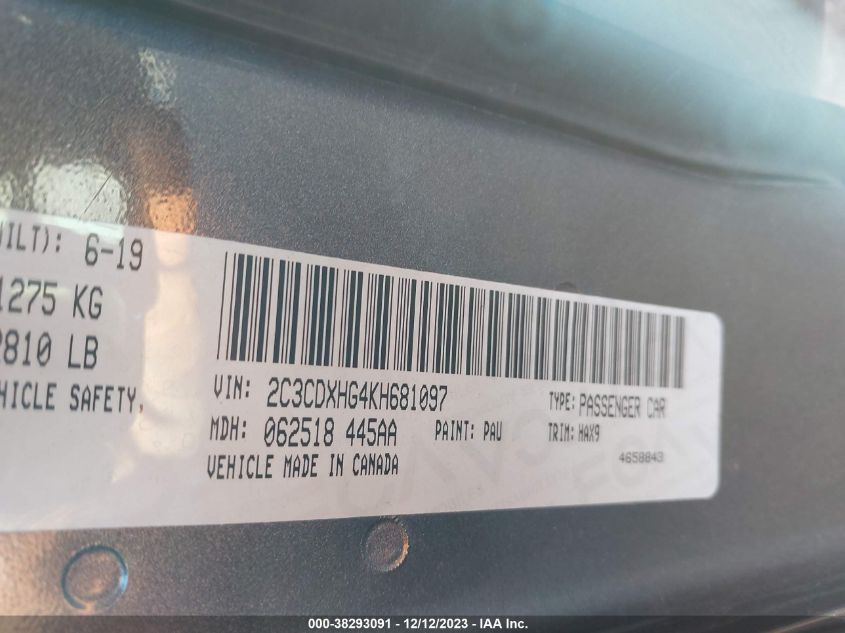 UILT): 6-19
1275 KG
2810 LB
HICLE SAFETY,
VIN: 2C3CDXHG4KH681097
TYPE: PASSENGER CAR
MDH: 062518 445AA
PAINT: PAU
TRIM: HAX9
VEHICLE MADE IN CANADA
4658843
000-38293091 - 12/12/2023 - IAA Inc.